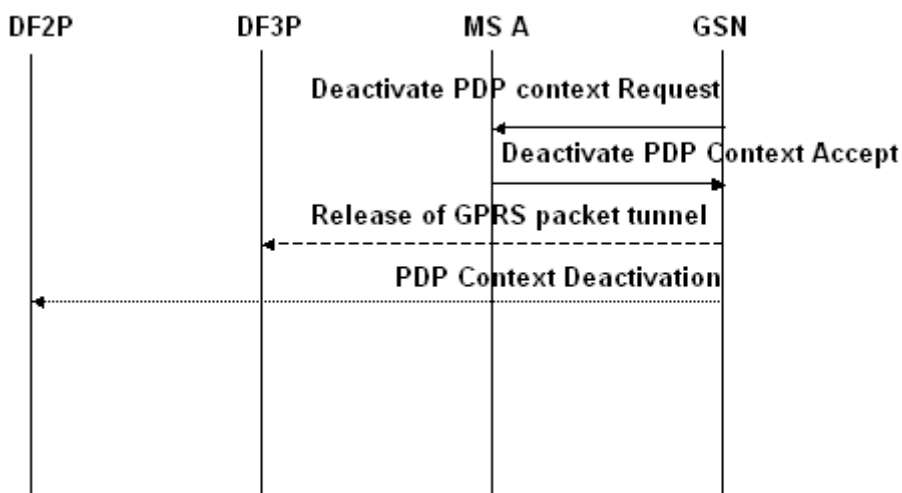 DF2P DF3P MS A GSN
Deactivate PDP context Request
Deactivate PDP Context Accept
Release of GPRS packet tunnel
PDP Context Deactivation